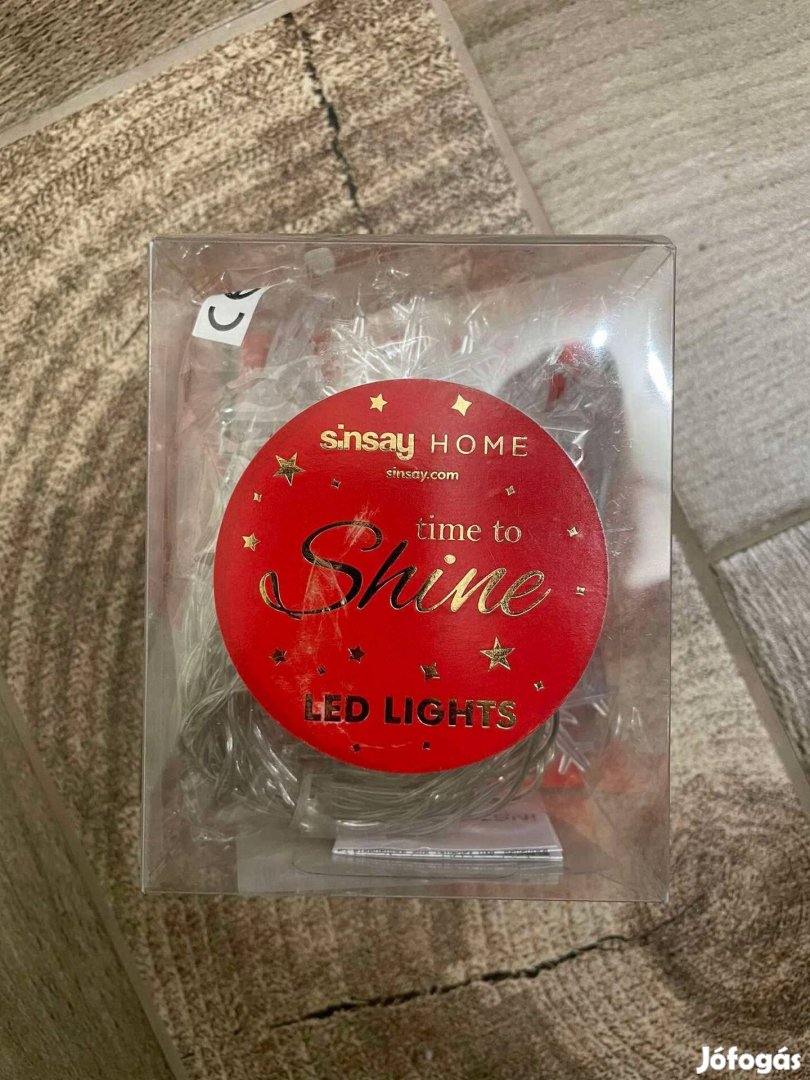 sinsay HOME
sinsay.com
time to
Shine
LED LIGHTS
Jófogás